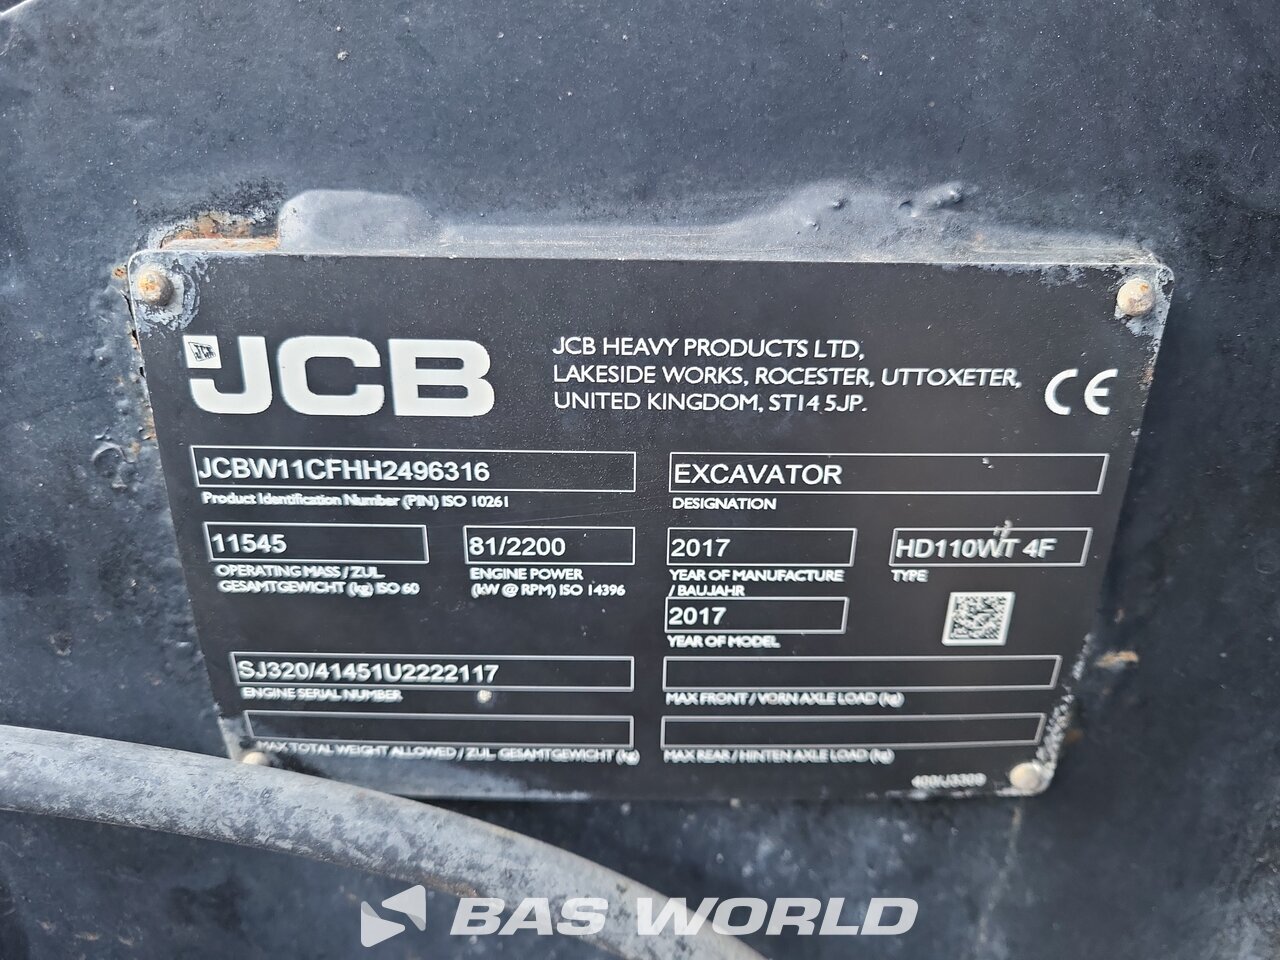 JCB
JCB HEAVY PRODUCTS LTD,
LAKESIDE WORKS, ROCESTER, UTTOXETER,
UNITED KINGDOM, ST14 5JP.
CE
JCBW11CFHH2496316
Product Identification Number (PIN) ISO 10261
EXCAVATOR
DESIGNATION
11545
OPERATING MASS / ZUL.
GESAMTGEWICHT (kg) ISO 60
81/2200
ENGINE POWER
(kW @ RPM) ISO 14396
2017
YEAR OF MANUFACTURE
/ BAUJAHR
HD110WT 4F
TYPE
2017
YEAR OF MODEL
SJ320/41451U2222117
ENGINE SERIAL NUMBER
MAX FRONT / VORN AXLE LOAD (kg)
MAX TOTAL WEIGHT ALLOWED / ZUL. GESAMTGEWICHT (kg)
MAX REAR / HINTEN AXLE LOAD (kg)
400/J3309
BAS WORLD